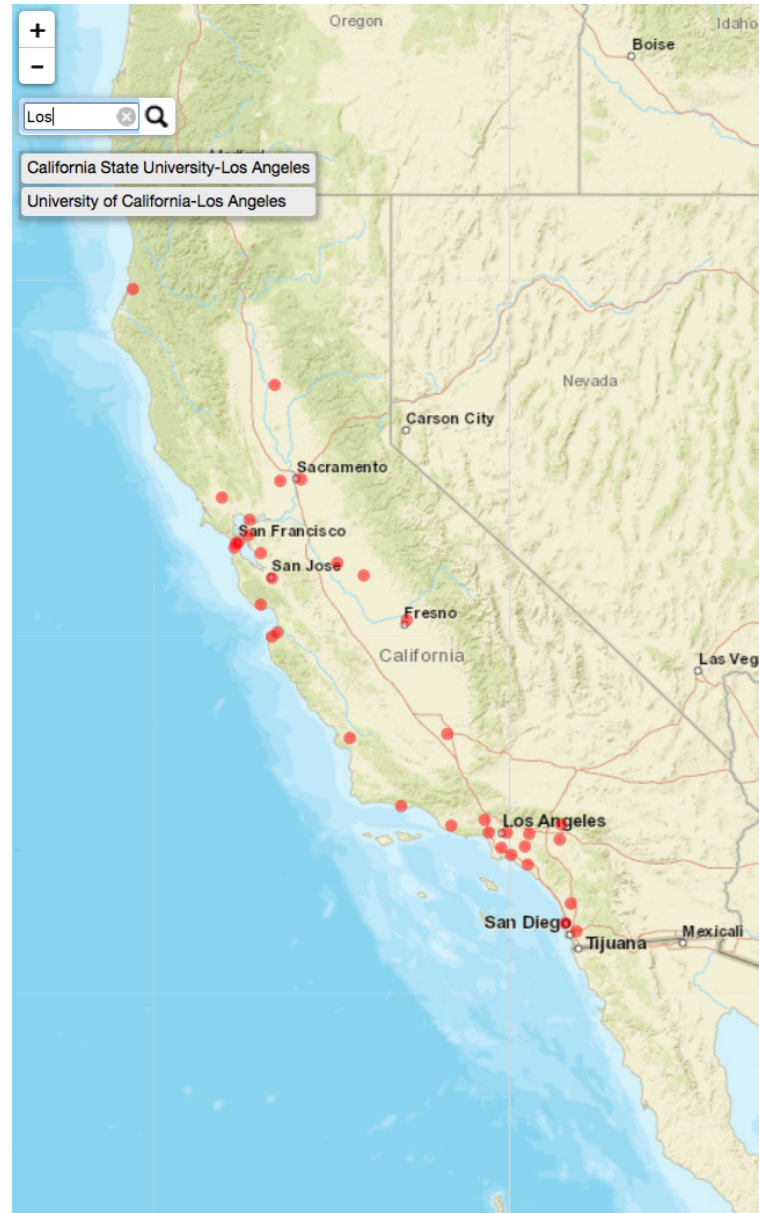 +
Oregon
Idaho
Boise
−
Los
California State University-Los Angeles
University of California-Los Angeles
Nevada
Carson City
Sacramento
San Francisco
San Jose
Fresno
California
Las Veg
Los Angeles
San Diego
Mexicali
Tijuana